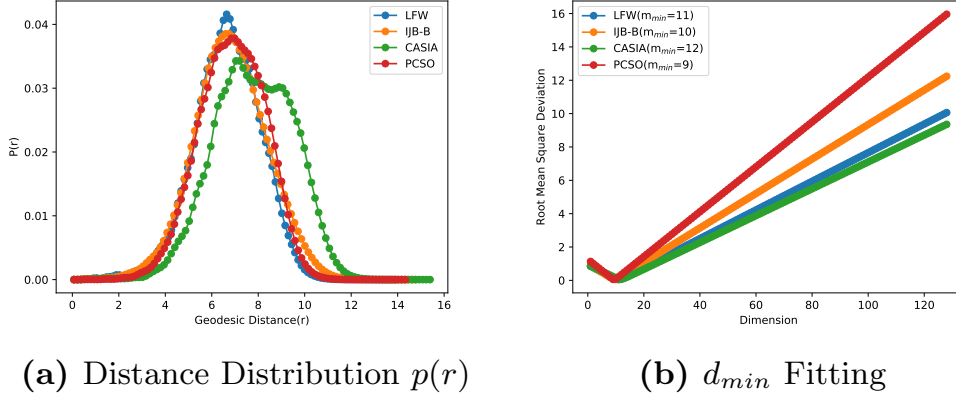 0.04
0.03
0.02
0.01
0.00
P(r)
0 2 4 6 8 10 12 14 16
Geodesic Distance(r)
LFW
IJB-B
CASIA
PCSO
(a) Distance Distribution p(r)
16
14
12
10
8
6
4
2
0
Root Mean Square Deviation
0 20 40 60 80 100 120
Dimension
LFW(m_min=11)
IJB-B(m_min=10)
CASIA(m_min=12)
PCSO(m_min=9)
(b) d_min Fitting